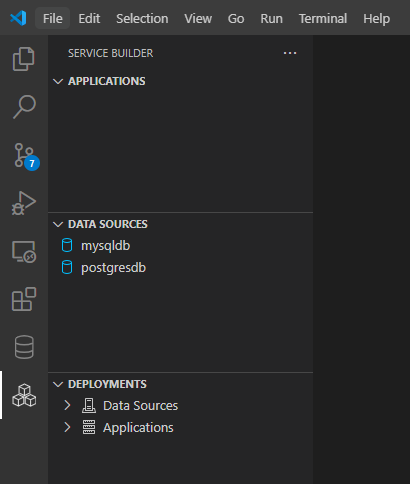 File Edit Selection View Go Run Terminal Help
SERVICE BUILDER ...
APPLICATIONS
7
DATA SOURCES
mysqldb
postgresdb
DEPLOYMENTS
Data Sources
Applications